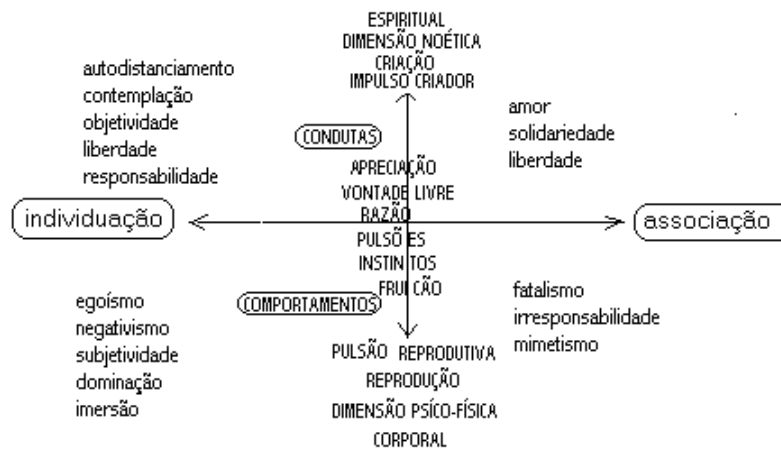 ESPIRITUAL
DIMENSÃO NOÉTICA
CRIAÇÃO
IMPULSO CRIADOR
autodistanciamento
contemplação
objetividade
liberdade
responsabilidade
CONDUTAS
amor
solidariedade
liberdade
APRECIAÇÃO
VONTADE LIVRE
RAZÃO
individuação
associação
PULSÕES
INSTINTOS
FRUIÇÃO
egoísmo
negativismo
subjetividade
dominação
imersão
COMPORTAMENTOS
fatalismo
irresponsabilidade
mimetismo
PULSÃO REPRODUTIVA
REPRODUÇÃO
DIMENSÃO PSÍCO-FÍSICA
CORPORAL